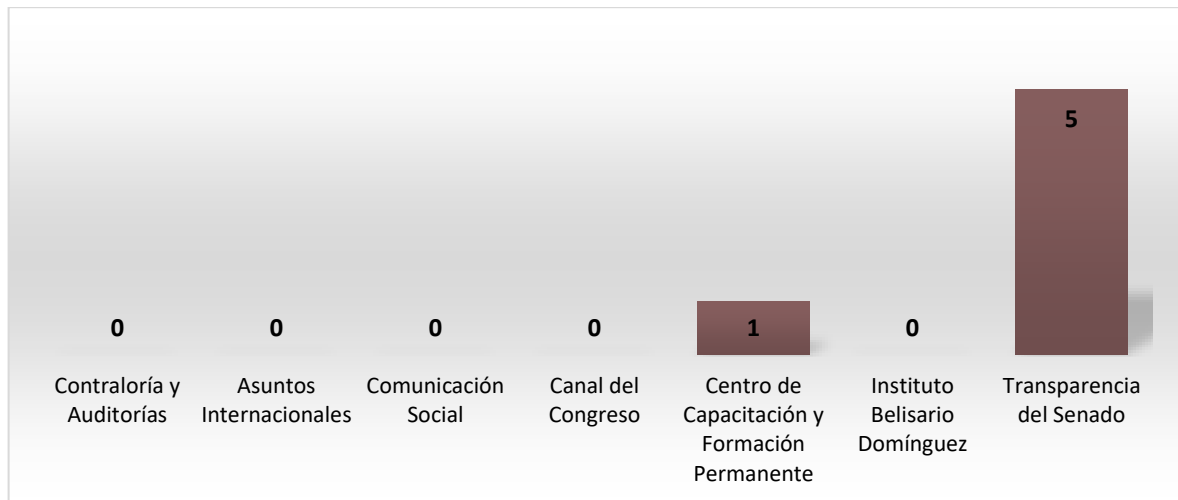 5
0
0
0
0
1
0
Contraloría y
Auditorías
Asuntos
Internacionales
Comunicación
Social
Canal del
Congreso
Centro de
Capacitación y
Formación
Permanente
Instituto
Belisario
Domínguez
Transparencia
del Senado